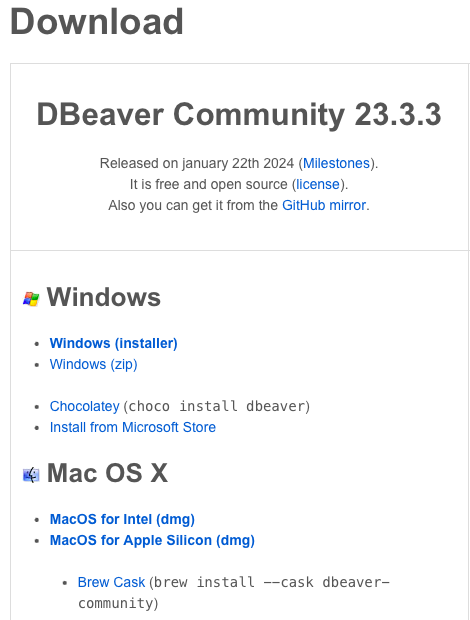 Download
DBeaver Community 23.3.3
Released on january 22th 2024 (Milestones).
It is free and open source (license).
Also you can get it from the GitHub mirror.
Windows
Windows (installer)
Windows (zip)
Chocolatey (choco install dbeaver)
Install from Microsoft Store
Mac OS X
MacOS for Intel (dmg)
MacOS for Apple Silicon (dmg)
Brew Cask (brew install --cask dbeaver-
community)